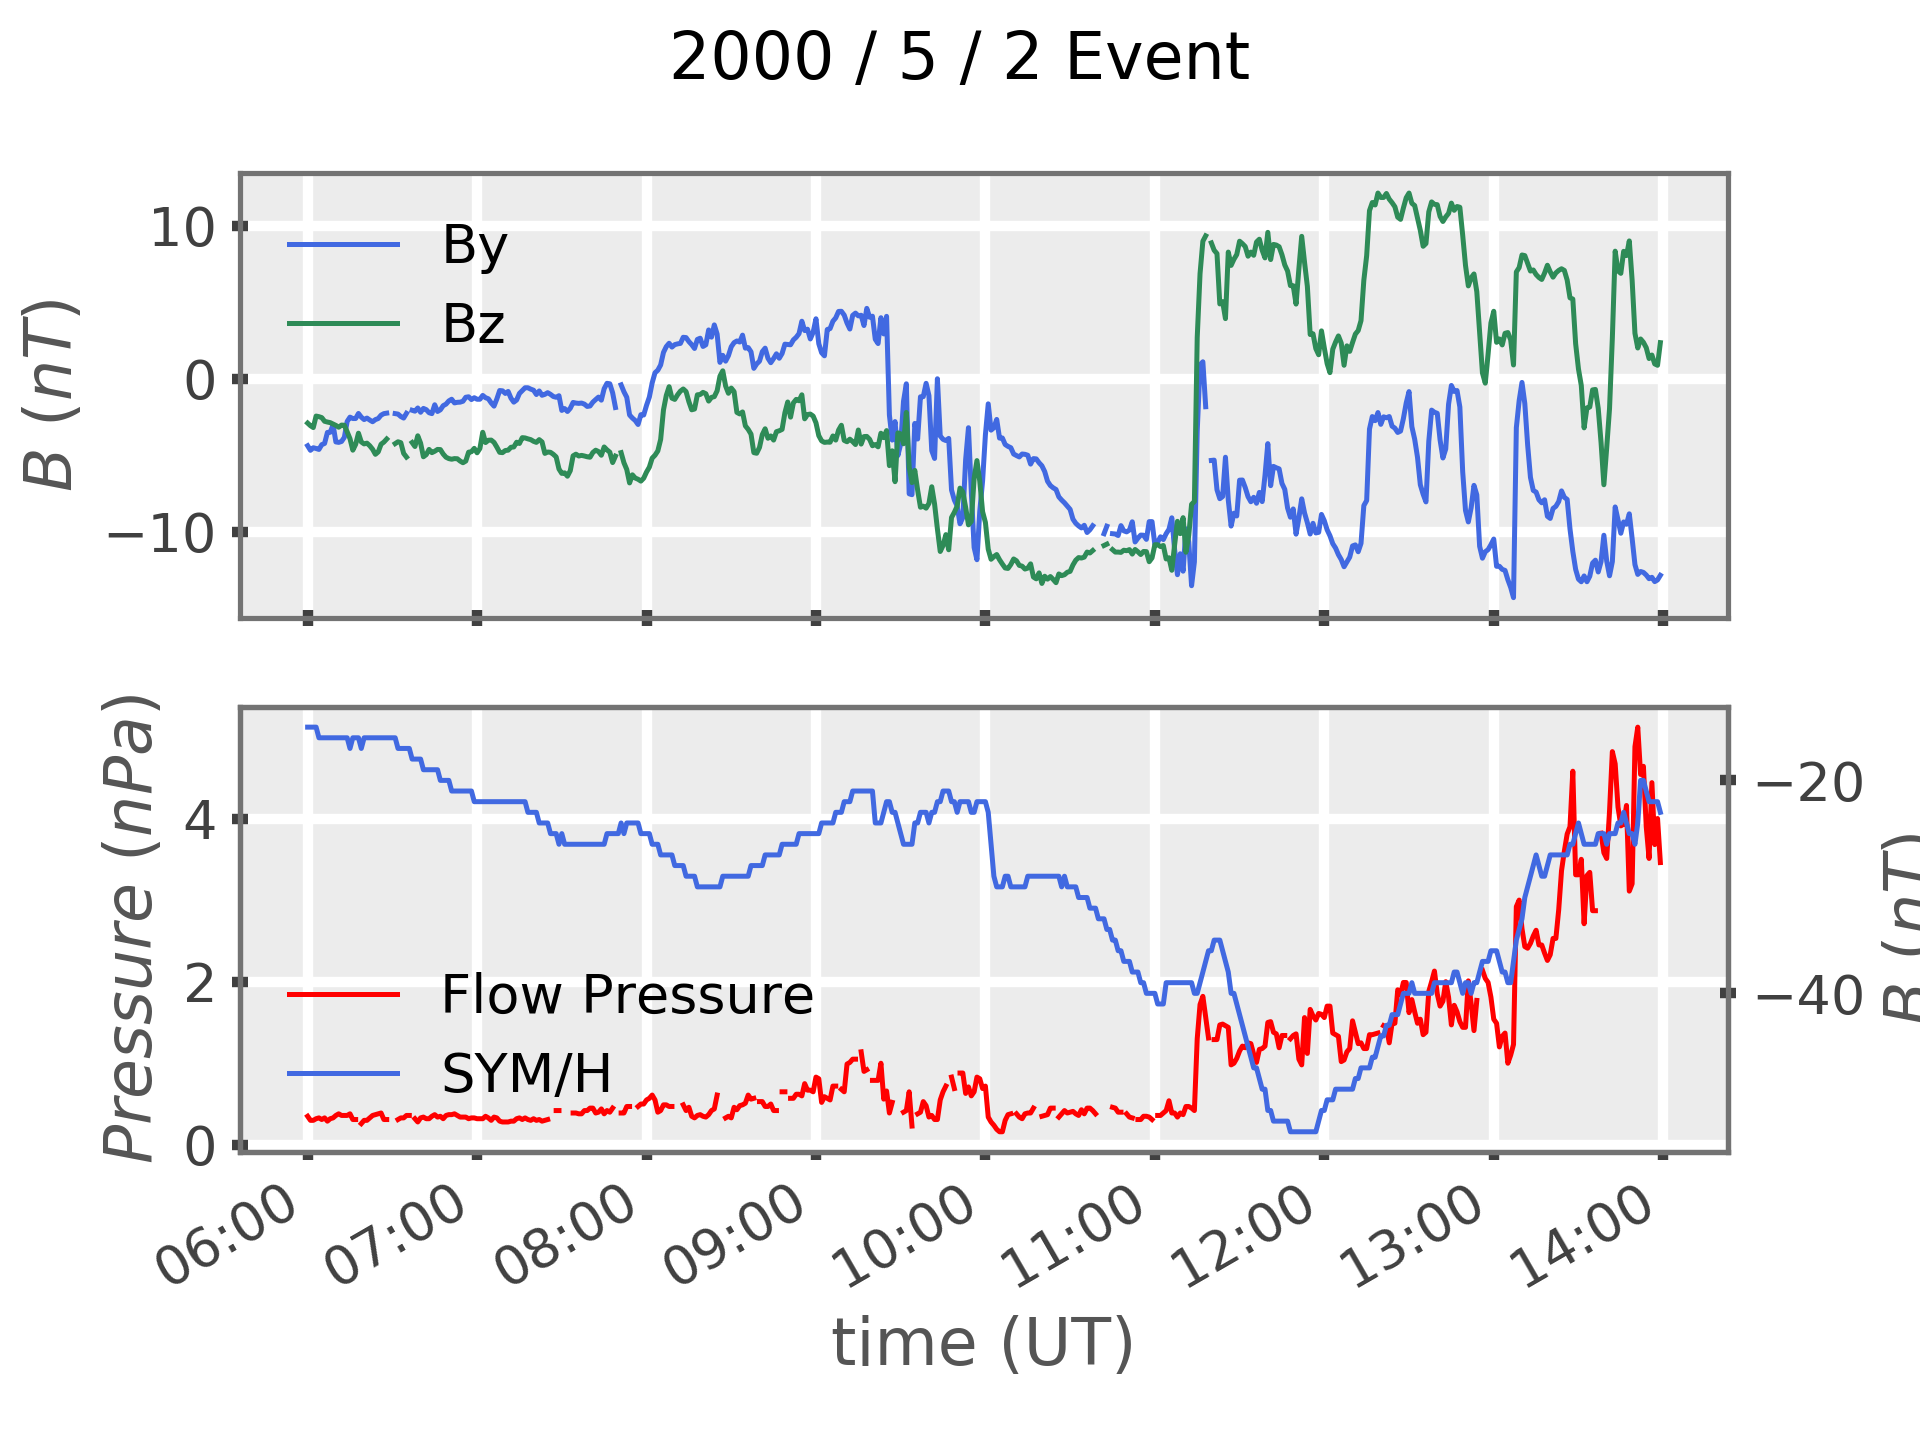 2000 / 5 / 2 Event
B (nT)
10
0
−10
By
Bz
Pressure (nPa)
4
2
0
Flow Pressure
SYM/H
−20
−40
B (nT)
06:00 07:00 08:00 09:00 10:00 11:00 12:00 13:00 14:00
time (UT)